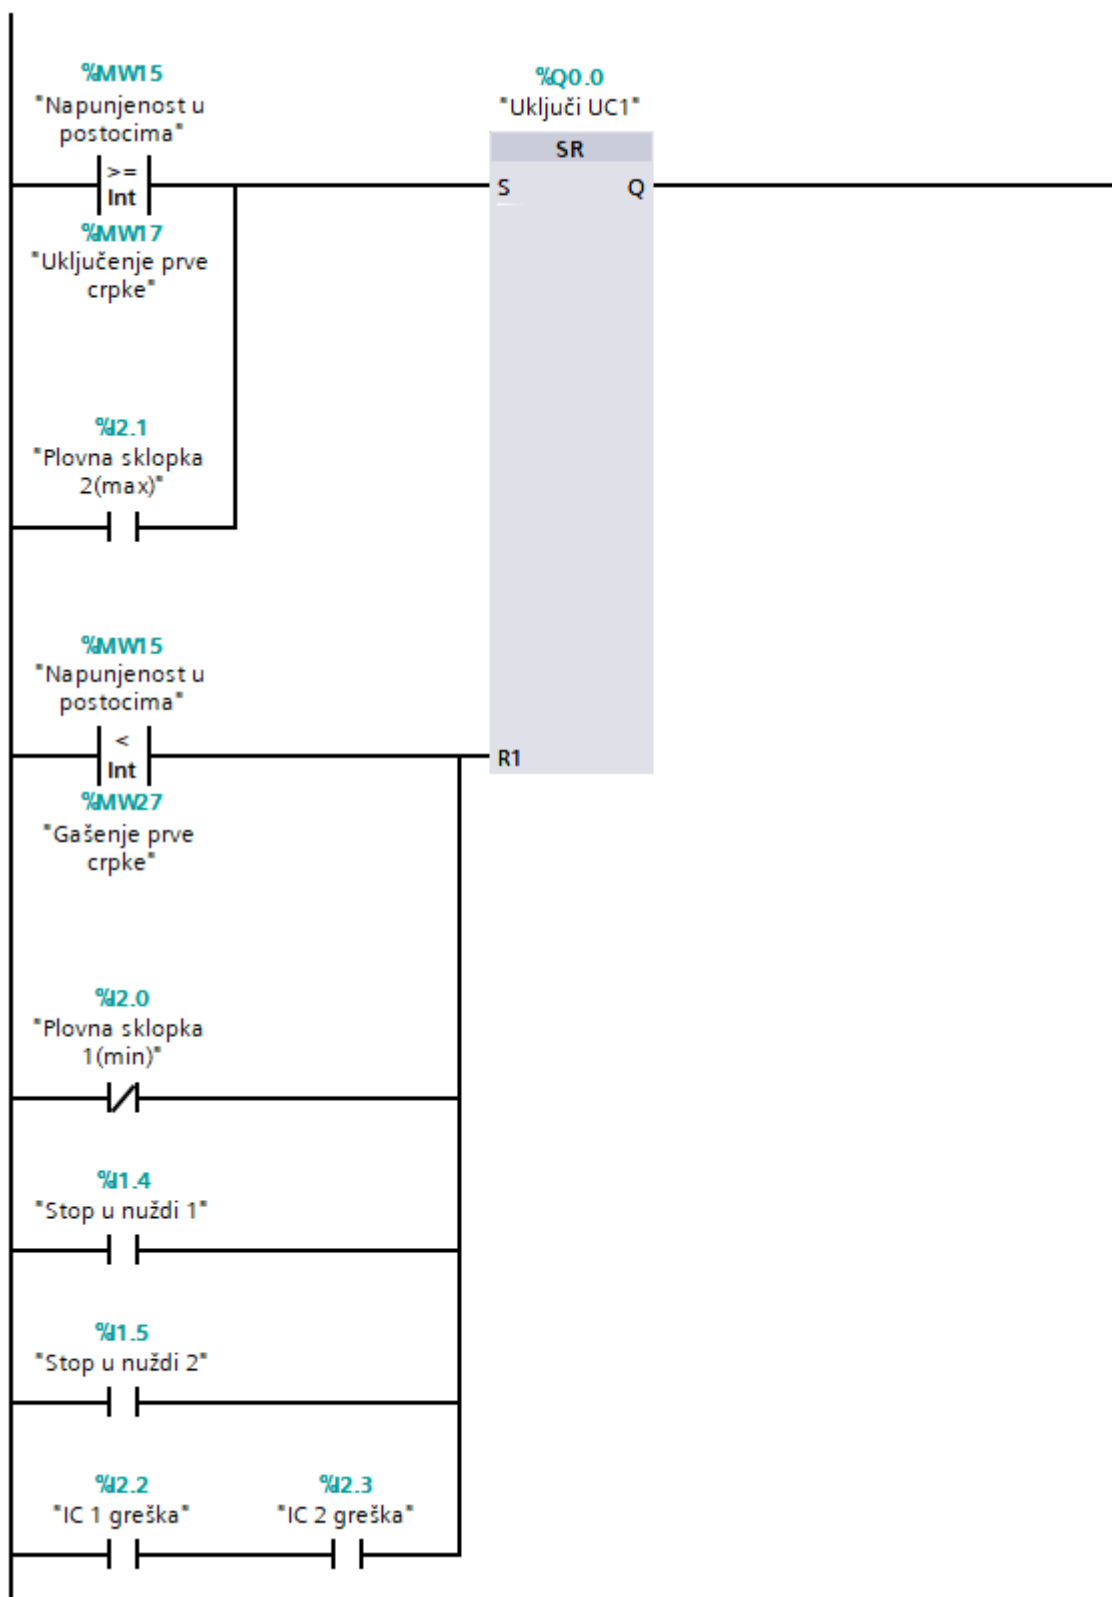 %MW15
"Napunjenost u
postocima"
>=
Int
%MW17
"Uključenje prve
crpke"
%I2.1
"Plovna sklopka
2(max)"
%Q0.0
"Uključi UC1"
SR
S
Q
R1
%MW15
"Napunjenost u
postocima"
<
Int
%MW27
"Gašenje prve
crpke"
%I2.0
"Plovna sklopka
1(min)"
%I1.4
"Stop u nuždi 1"
%I1.5
"Stop u nuždi 2"
%I2.2
"IC 1 greška"
%I2.3
"IC 2 greška"